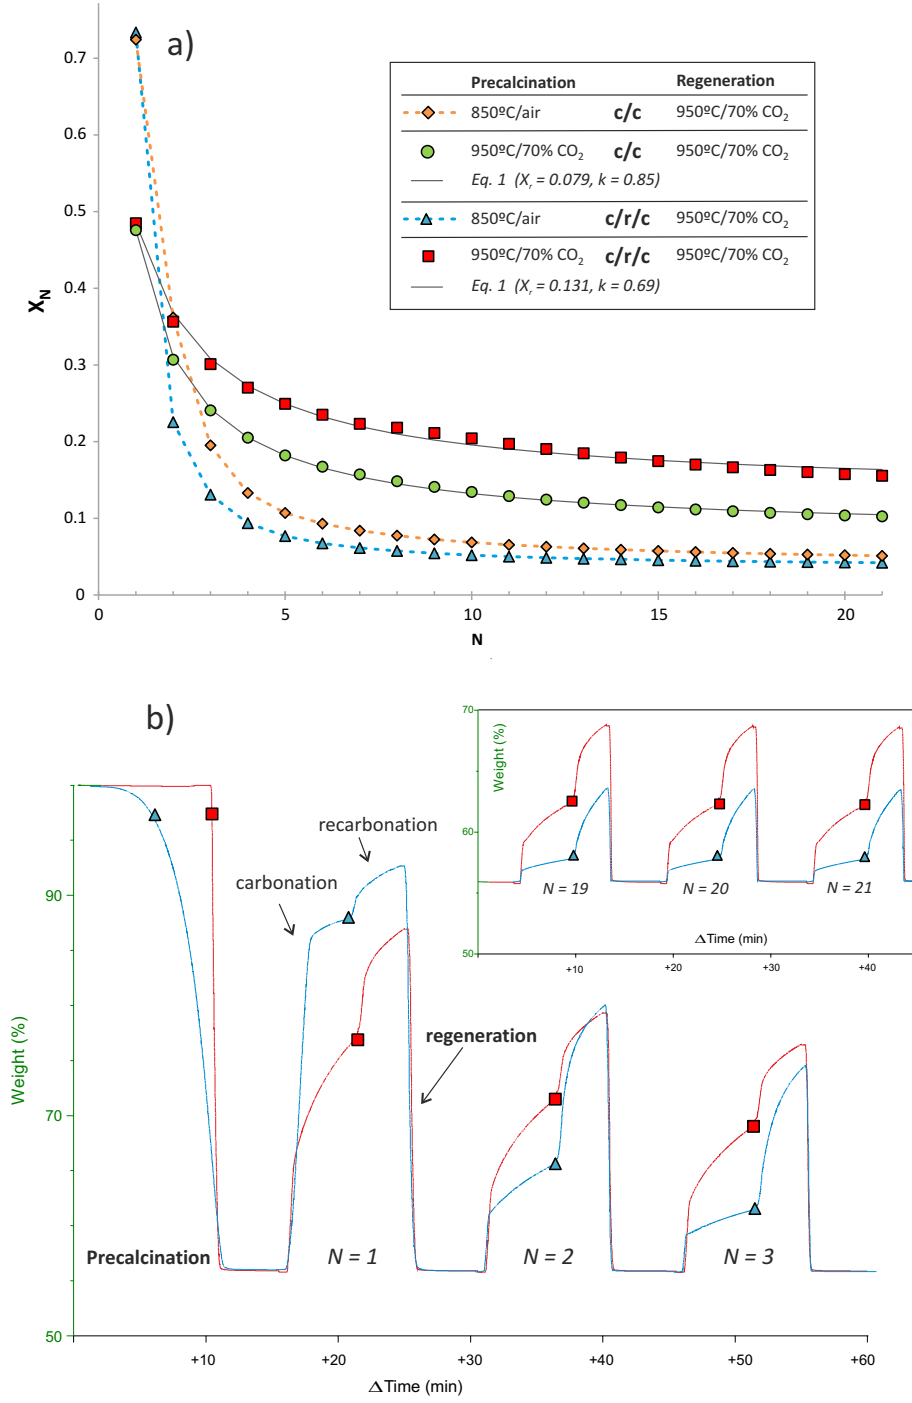 a)
0.7
0.6
0.5
0.4
0.3
0.2
0.1
0
X_N
0 5 10 15 20
N
Precalcination Regeneration
850ºC/air c/c 950ºC/70% CO₂
950ºC/70% CO₂ c/c 950ºC/70% CO₂
Eq. 1 (Xᵣ = 0.079, k = 0.85)
850ºC/air c/r/c 950ºC/70% CO₂
950ºC/70% CO₂ c/r/c 950ºC/70% CO₂
Eq. 1 (Xᵣ = 0.131, k = 0.69)
b)
70
60
50
Weight (%)
N = 19 N = 20 N = 21
ΔTime (min)
+10 +20 +30 +40
recarbonation
carbonation
regeneration
90
70
50
Weight (%)
Precalcination N = 1 N = 2 N = 3
+10 +20 +30 +40 +50 +60
ΔTime (min)